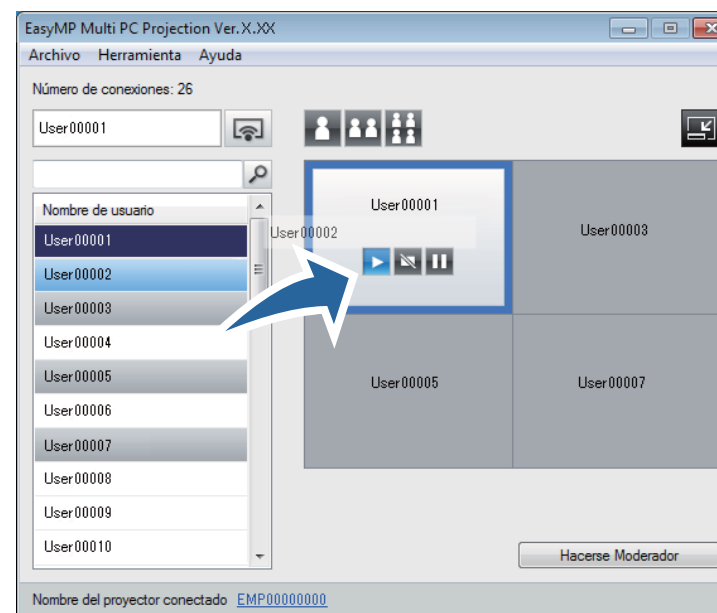 EasyMP Multi PC Projection Ver.X.XX
Archivo Herramienta Ayuda
Número de conexiones: 26
User00001
Nombre de usuario
User00001
User00002
User00003
User00004
User00005
User00006
User00007
User00008
User00009
User00010
User00001
User00002
User00003
User00005
User00007
Hacerse Moderador
Nombre del proyector conectado EMP00000000